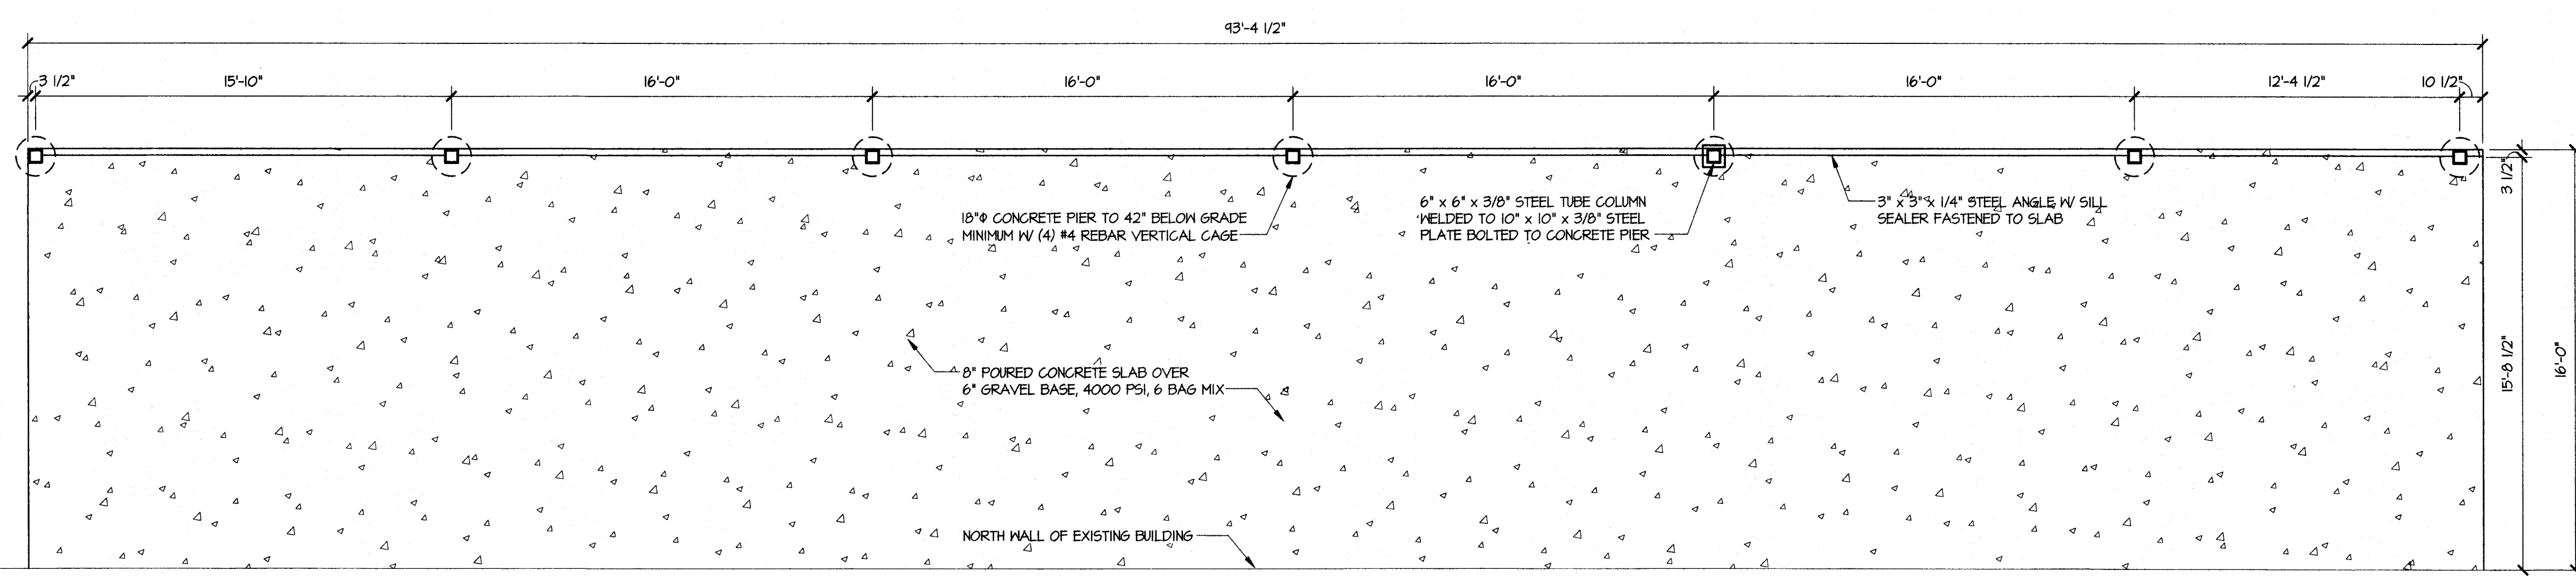 93'-4 1/2"
3 1/2"
15'-10"
16'-0"
16'-0"
16'-0"
16'-0"
12'-4 1/2"
10 1/2"
18"Φ CONCRETE PIER TO 42" BELOW GRADE
MINIMUM W/ (4) #4 REBAR VERTICAL CAGE
6" x 6" x 3/8" STEEL TUBE COLUMN
WELDED TO 10" x 10" x 3/8" STEEL
PLATE BOLTED TO CONCRETE PIER
3" x 3" x 1/4" STEEL ANGLE W/ SILL
SEALER FASTENED TO SLAB
3 1/2"
15'-8 1/2"
16'-0"
8" POURED CONCRETE SLAB OVER
6" GRAVEL BASE, 4000 PSI, 6 BAG MIX
NORTH WALL OF EXISTING BUILDING